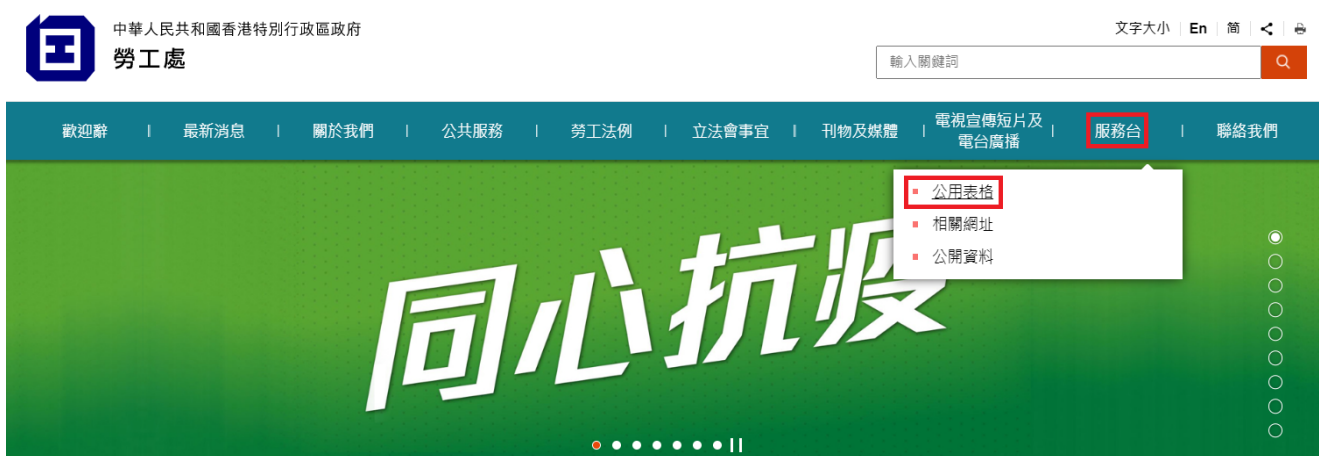 中華人民共和國香港特別行政區政府
勞工處
文字大小 En 简
輸入關鍵詞
歡迎辭 | 最新消息 | 關於我們 | 公共服務 | 勞工法例 | 立法會事宜 | 刊物及媒體 | 電視宣傳短片及 | 服務台 | 聯絡我們
電台廣播
公用表格
相關網址
公開資料
同心抗疫